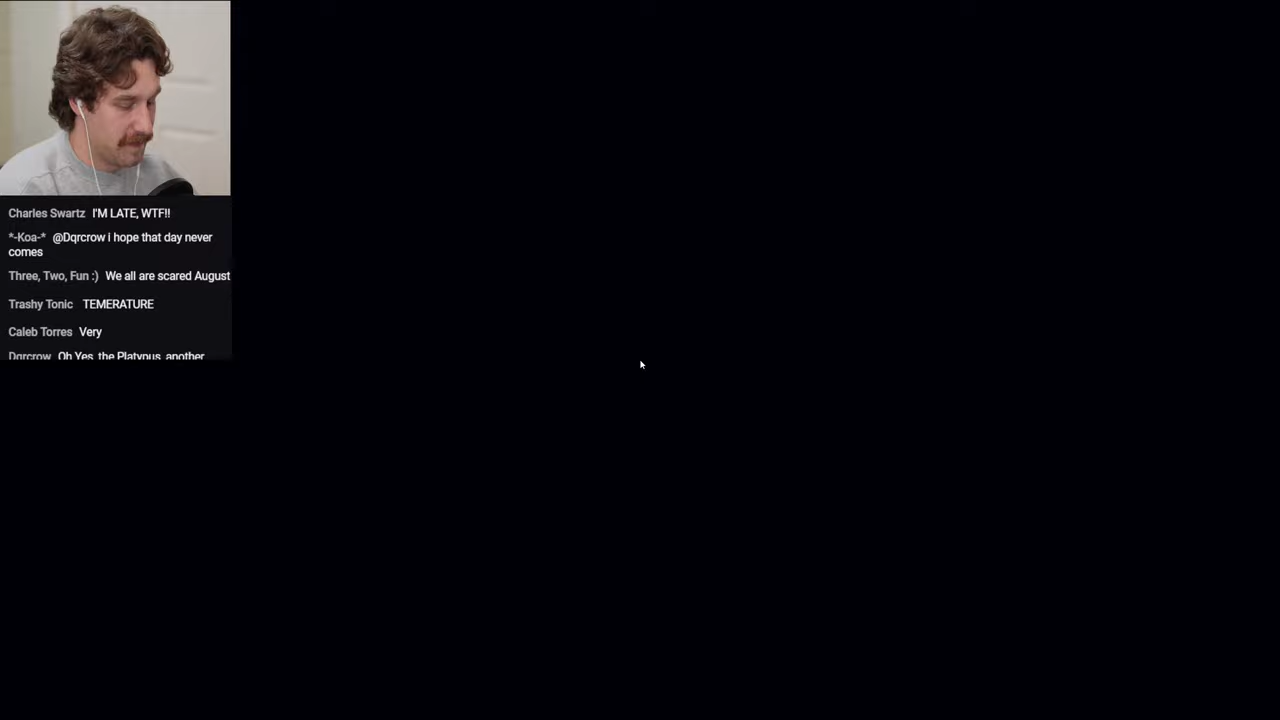 Charles Swartz I'M LATE, WTF!!
*-Koa-* @Dqrcrow i hope that day never
comes
Three, Two, Fun :) We all are scared August
Trashy Tonic TEMERATURE
Caleb Torres Very
Dqrcrow Oh Yes, the Platypus, another